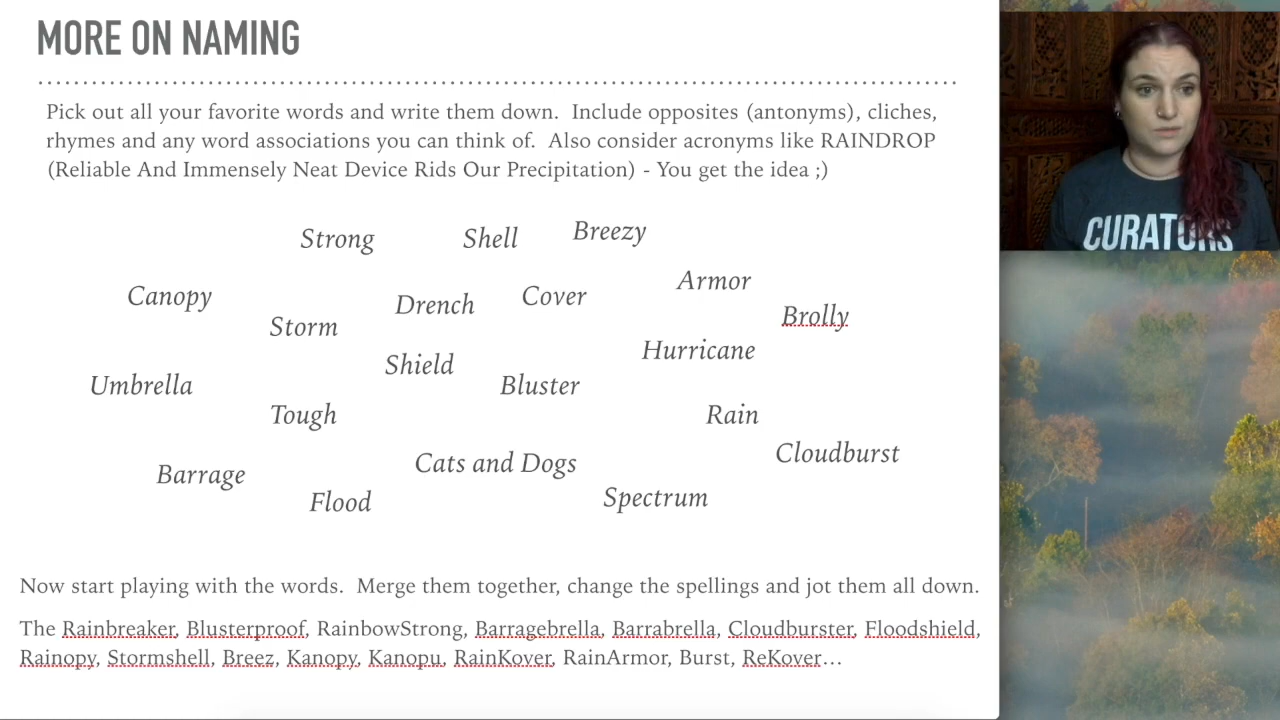 MORE ON NAMING
Pick out all your favorite words and write them down. Include opposites (antonyms), cliches,
rhymes and any word associations you can think of. Also consider acronyms like RAINDROP
(Reliable And Immensely Neat Device Rids Our Precipitation) - You get the idea ;)
Strong Shell Breezy
Canopy Drench Cover Armor
Storm Brolly
Shield Hurricane
Umbrella Bluster
Tough Rain
Barrage Cats and Dogs Cloudburst
Flood Spectrum
Now start playing with the words. Merge them together, change the spellings and jot them all down.
The Rainbreaker, Blusterproof, RainbowStrong, Barragebrella, Barrabrella, Cloudburster, Floodshield,
Rainopy, Stormshell, Breez, Kanopy, Kanopu, RainKover, RainArmor, Burst, ReKover...
CURATORS